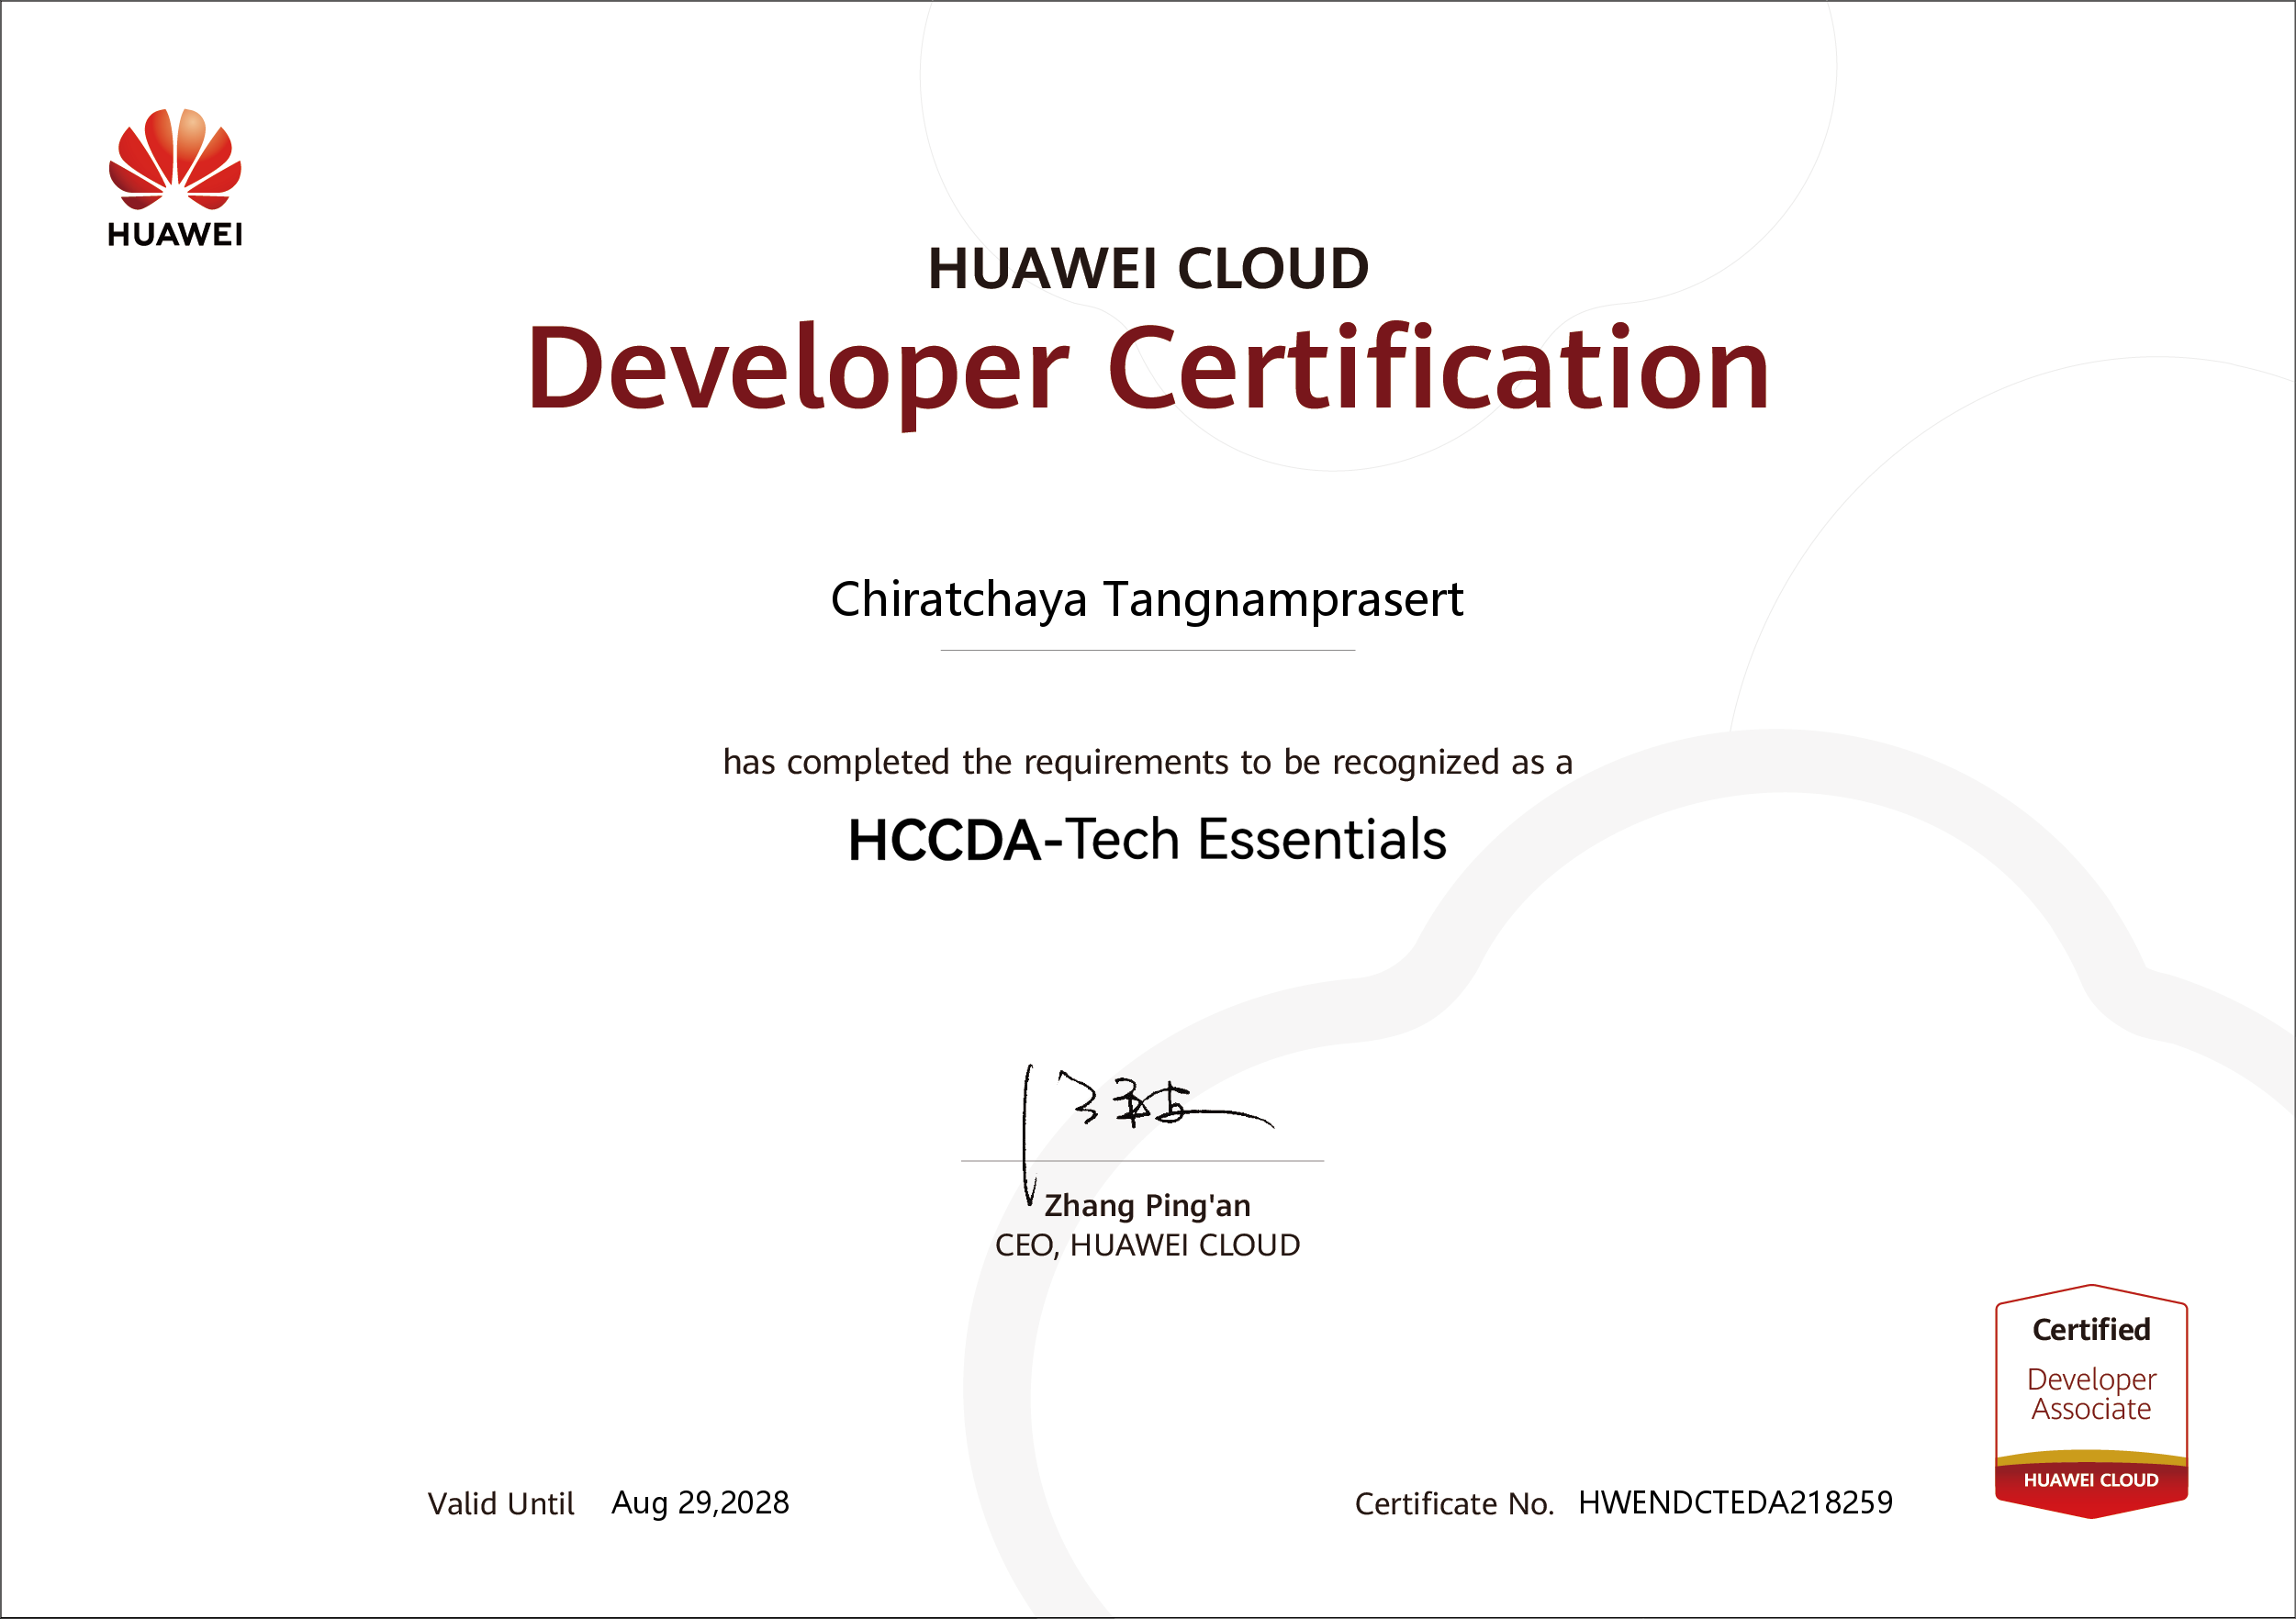 HUAWEI
HUAWEI CLOUD
Developer Certification
Chiratchaya Tangnamprasert
has completed the requirements to be recognized as a
HCCDA-Tech Essentials
Zhang Ping'an
CEO, HUAWEI CLOUD
Certified
Developer
Associate
HUAWEI CLOUD
Valid Until Aug 29,2028
Certificate No. HWENDCTEDA218259